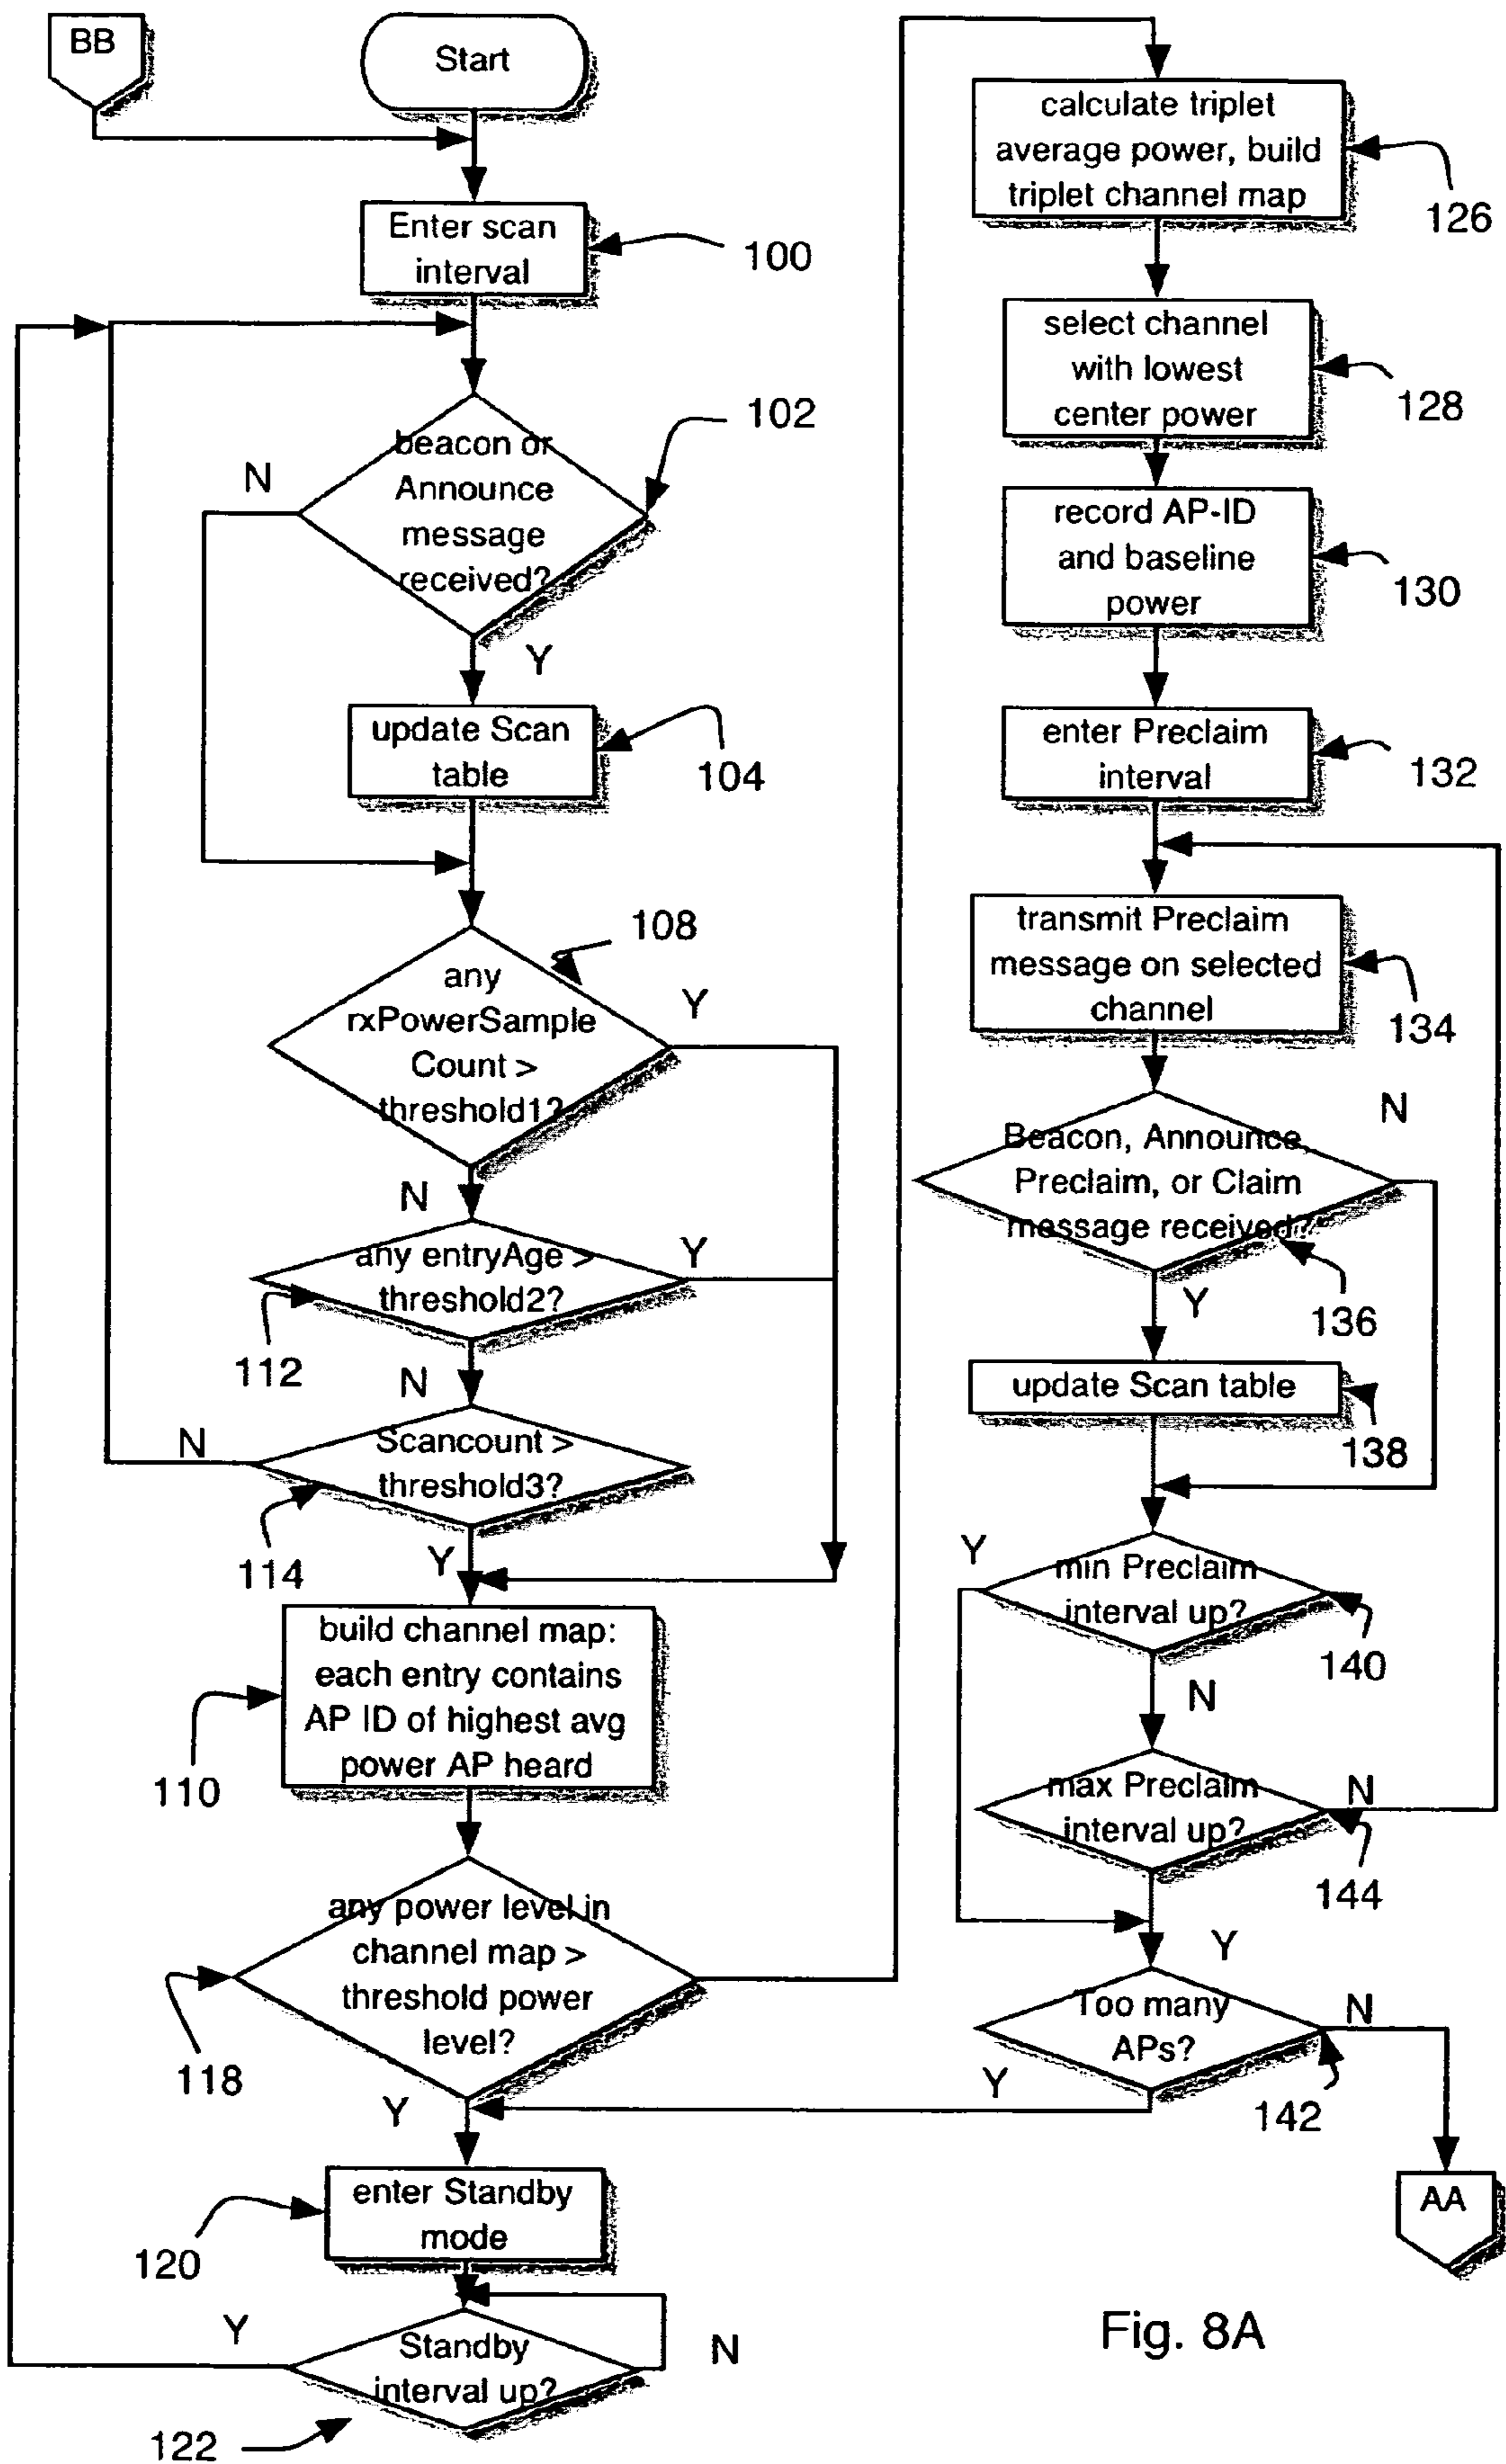 BB
Start
Enter scan
interval
100
beacon or
Announce
message
received?
102
N
Y
update Scan
table
104
any
rxPowerSample
Count >
threshold1?
108
Y
N
any entryAge >
threshold2?
Y
112
N
Scancount >
threshold3?
N
114
Y
build channel map:
each entry contains
AP ID of highest avg
power AP heard
110
any power level in
channel map >
threshold power
level?
118
Y
enter Standby
mode
120
Y
Standby
interval up?
N
122
calculate triplet
average power, build
triplet channel map
126
select channel
with lowest
center power
128
record AP-ID
and baseline
power
130
enter Preclaim
interval
132
transmit Preclaim
message on selected
channel
134
N
Beacon, Announce,
Preclaim, or Claim
message received?
136
Y
update Scan table
138
Y
min Preclaim
interval up?
140
N
max Preclaim
interval up?
N
144
Y
Too many
APs?
N
Y
142
AA
Fig. 8A